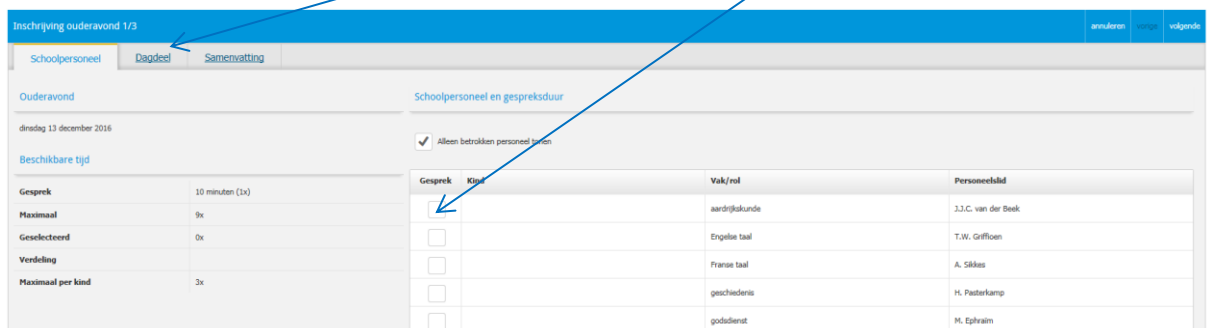 Inschrijving ouderavond 1/3
annuleren vorige volgende
Schoolpersoneel Dagdeel Samenvatting
Ouderavond
dinsdag 13 december 2016
Beschikbare tijd
Gesprek 10 minuten (1x)
Maximaal 9x
Geselecteerd 0x
Verdeling
Maximaal per kind 3x
Schoolpersoneel en gespreksduur
Alleen betrokken personeel tonen
Gesprek Kind Vak/rol Personeelslid
aardrijkskunde J.J.C. van der Beek
Engelse taal T.W. Griffioen
Franse taal A. Sikkes
geschiedenis H. Pasterkamp
godsdienst M. Ephraim